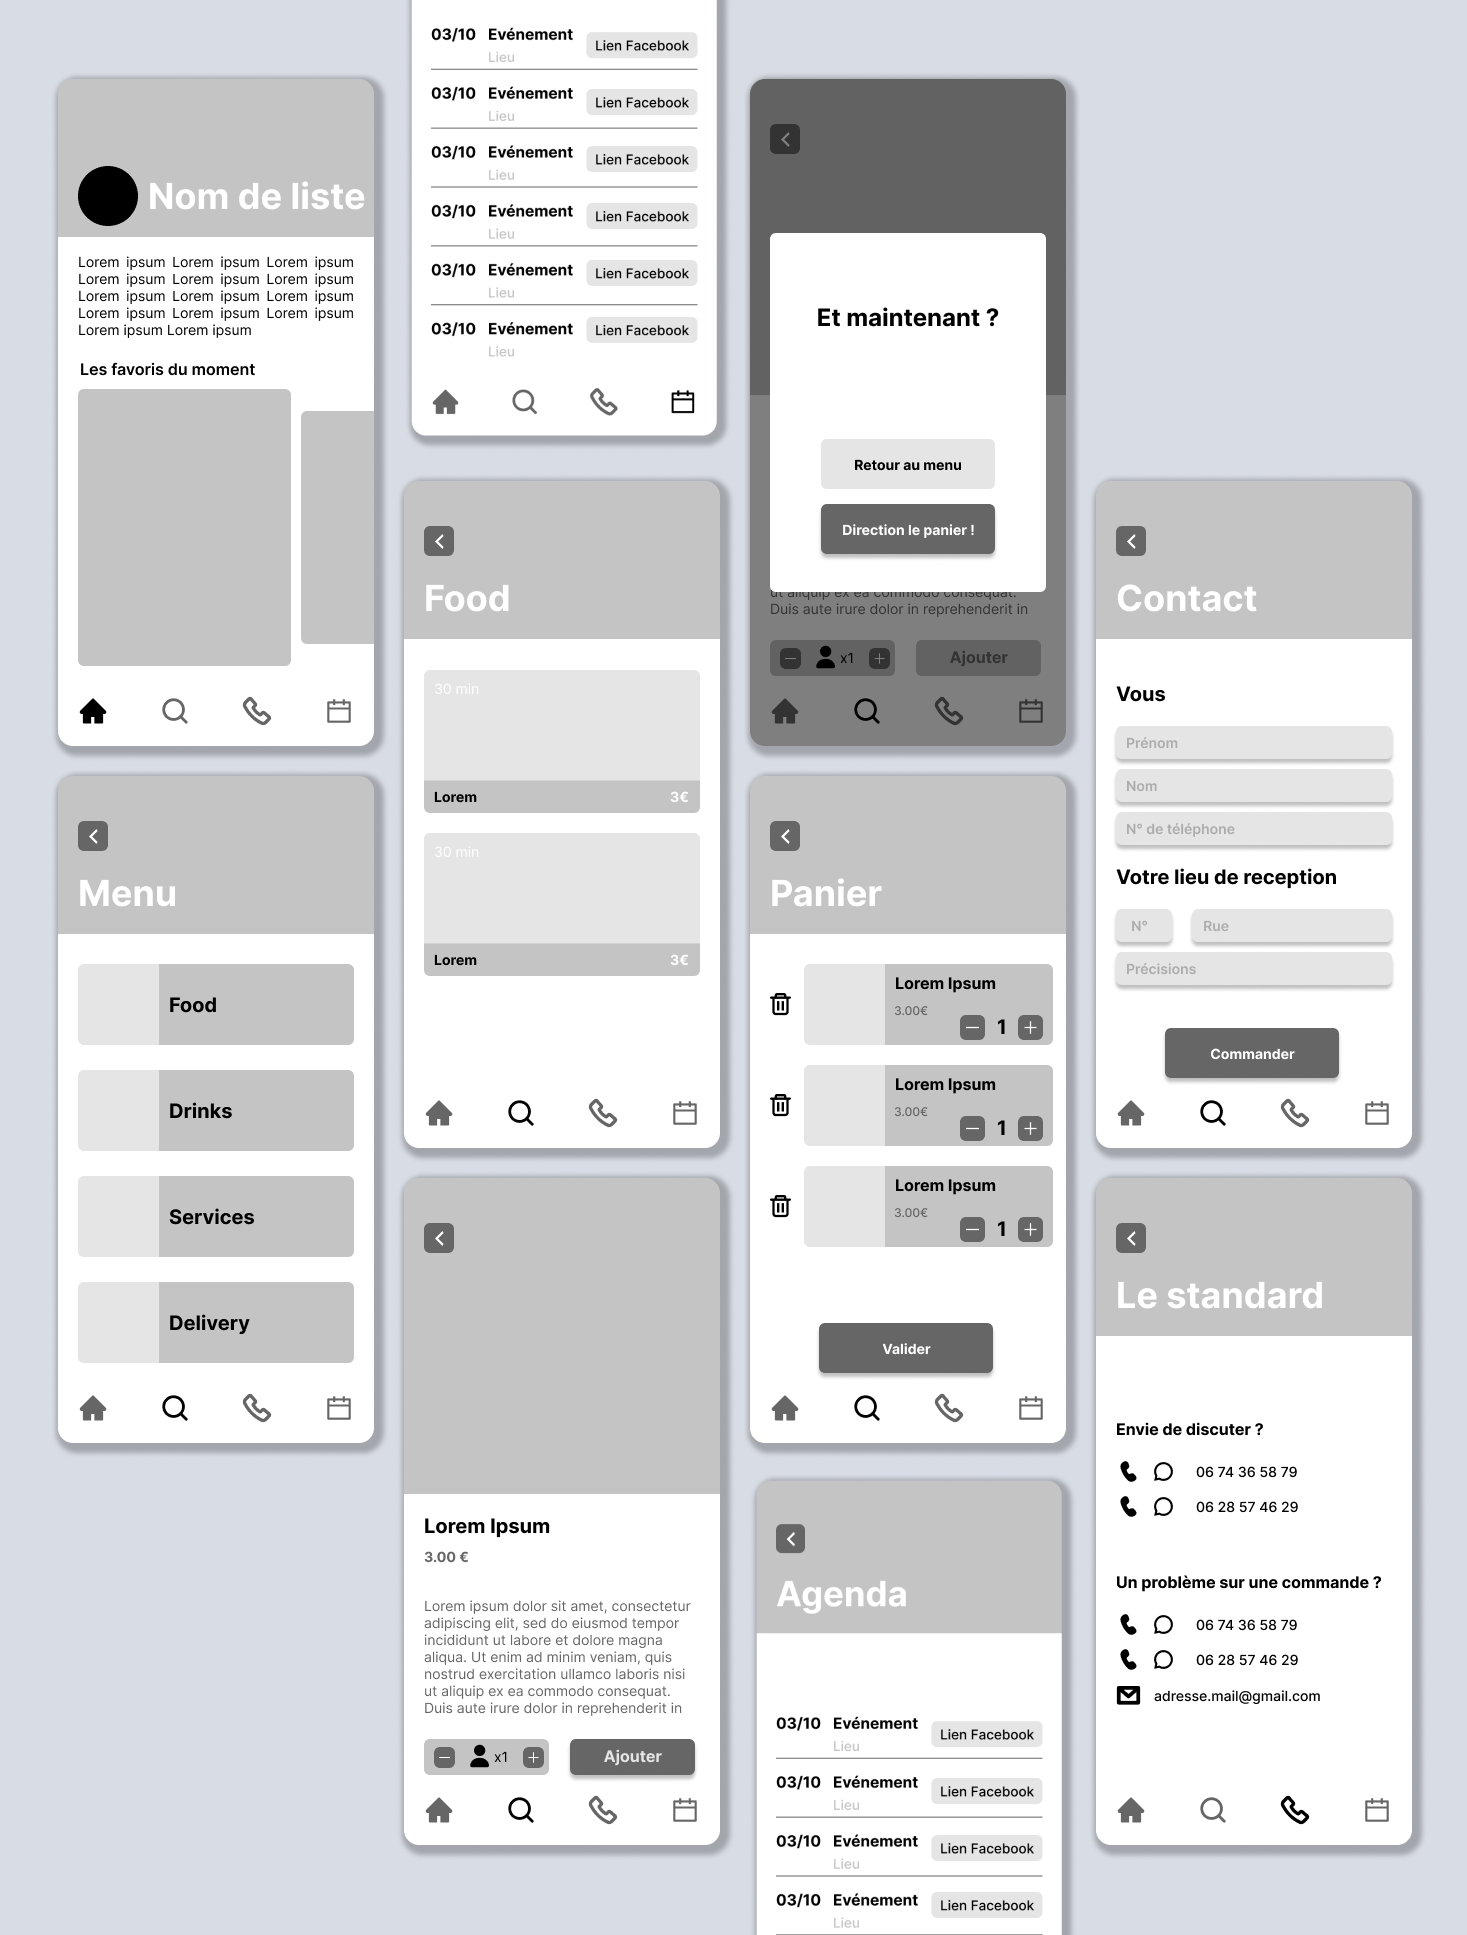 Nom de liste
Lorem ipsum Lorem ipsum Lorem ipsum
Lorem ipsum Lorem ipsum Lorem ipsum
Lorem ipsum Lorem ipsum Lorem ipsum
Lorem ipsum Lorem ipsum Lorem ipsum
Lorem ipsum Lorem ipsum
Les favoris du moment
Menu
Food
Drinks
Services
Delivery
03/10 Evénement Lien Facebook
Lieu
03/10 Evénement Lien Facebook
Lieu
03/10 Evénement Lien Facebook
Lieu
03/10 Evénement Lien Facebook
Lieu
03/10 Evénement Lien Facebook
Lieu
03/10 Evénement Lien Facebook
Lieu
Food
30 min
Lorem 3€
30 min
Lorem 3€
Lorem Ipsum
3.00 €
Lorem ipsum dolor sit amet, consectetur
adipiscing elit, sed do eiusmod tempor
incididunt ut labore et dolore magna
aliqua. Ut enim ad minim veniam, quis
nostrud exercitation ullamco laboris nisi
ut aliquip ex ea commodo consequat.
Duis aute irure dolor in reprehenderit in
x1 Ajouter
Et maintenant ?
Retour au menu
Direction le panier !
ut aliquip ex ea commodo consequat.
Duis aute irure dolor in reprehenderit in
x1 Ajouter
Panier
Lorem Ipsum
3.00€
1
Lorem Ipsum
3.00€
1
Lorem Ipsum
3.00€
1
Valider
Agenda
03/10 Evénement Lien Facebook
Lieu
03/10 Evénement Lien Facebook
Lieu
03/10 Evénement Lien Facebook
Lieu
03/10 Evénement Lien Facebook
Lieu
Contact
Vous
Prénom
Nom
N° de téléphone
Votre lieu de reception
N° Rue
Précisions
Commander
Le standard
Envie de discuter ?
06 74 36 58 79
06 28 57 46 29
Un problème sur une commande ?
06 74 36 58 79
06 28 57 46 29
adresse.mail@gmail.com